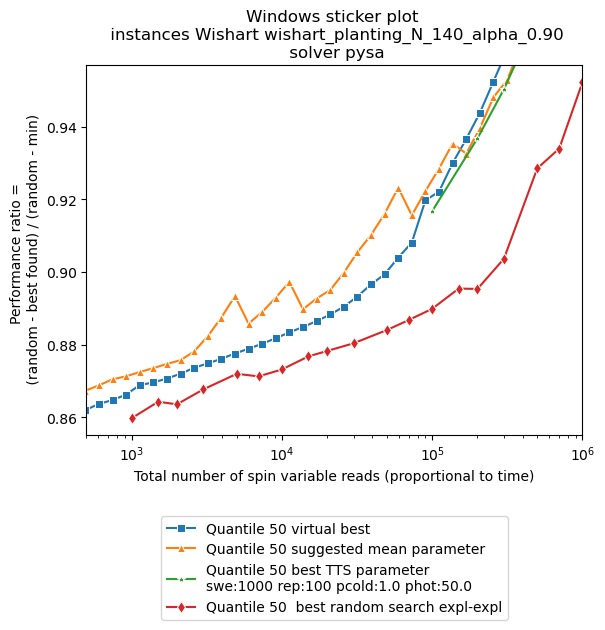 Windows sticker plot
instances Wishart wishart_planting_N_140_alpha_0.90
solver pysa
Performance ratio =
(random - best found) / (random - min)
0.94
0.92
0.90
0.88
0.86
10³
10⁴
10⁵
10⁶
Total number of spin variable reads (proportional to time)
Quantile 50 virtual best
Quantile 50 suggested mean parameter
Quantile 50 best TTS parameter
swe:1000 rep:100 pcold:1.0 phot:50.0
Quantile 50  best random search expl-expl